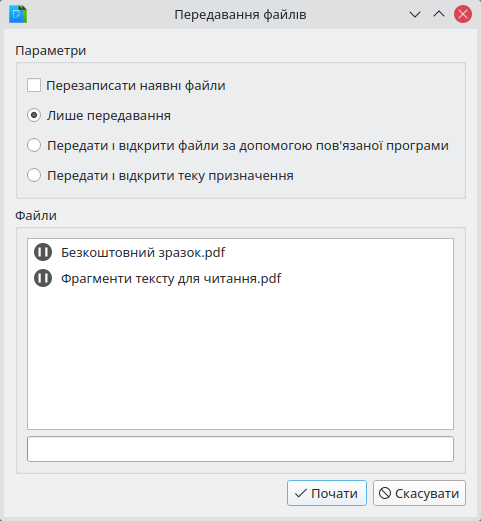 Передавання файлів
Параметри
Перезаписати наявні файли
Лише передавання
Передати і відкрити файли за допомогою пов'язаної програми
Передати і відкрити теку призначення
Файли
Безкоштовний зразок.pdf
Фрагменти тексту для читання.pdf
Почати
Скасувати